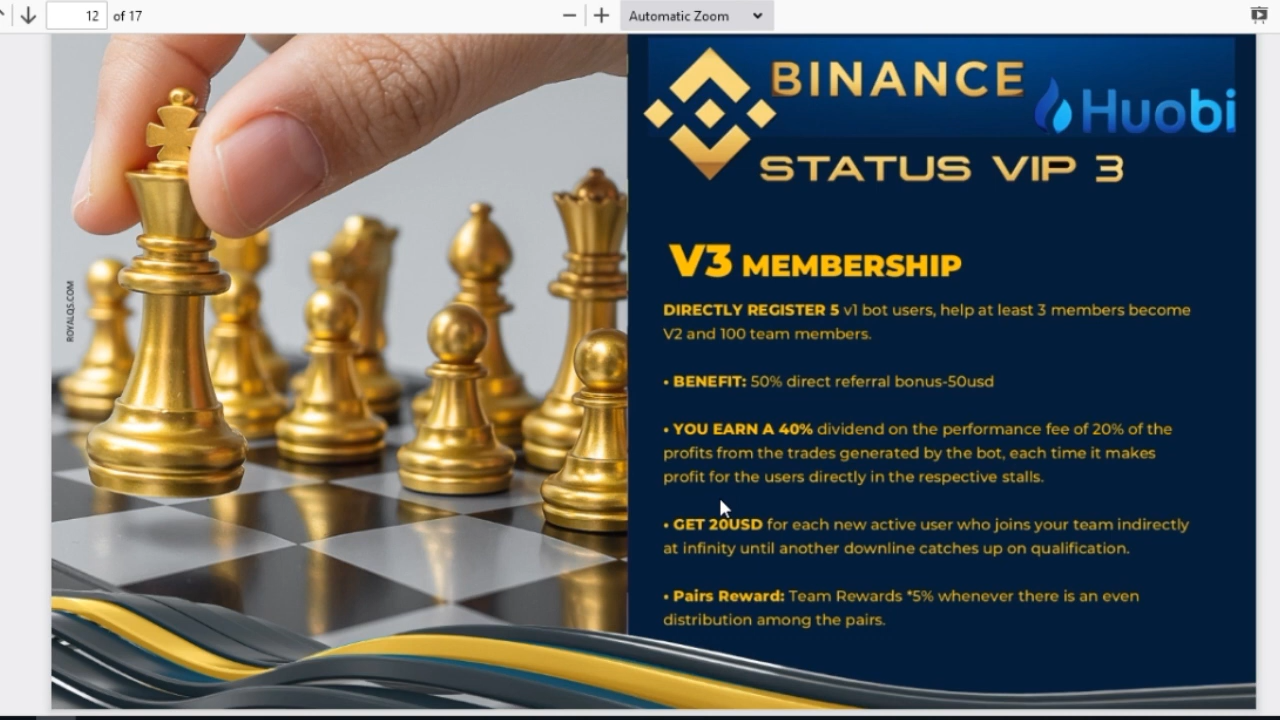 12 of 17
Automatic Zoom
BINANCE
Huobi
STATUS VIP 3
V3 MEMBERSHIP
DIRECTLY REGISTER 5 v1 bot users, help at least 3 members become
V2 and 100 team members.
• BENEFIT: 50% direct referral bonus-50usd
• YOU EARN A 40% dividend on the performance fee of 20% of the
profits from the trades generated by the bot, each time it makes
profit for the users directly in the respective stalls.
• GET 20USD for each new active user who joins your team indirectly
at infinity until another downline catches up on qualification.
• Pairs Reward: Team Rewards *5% whenever there is an even
distribution among the pairs.
ROYALQS.COM